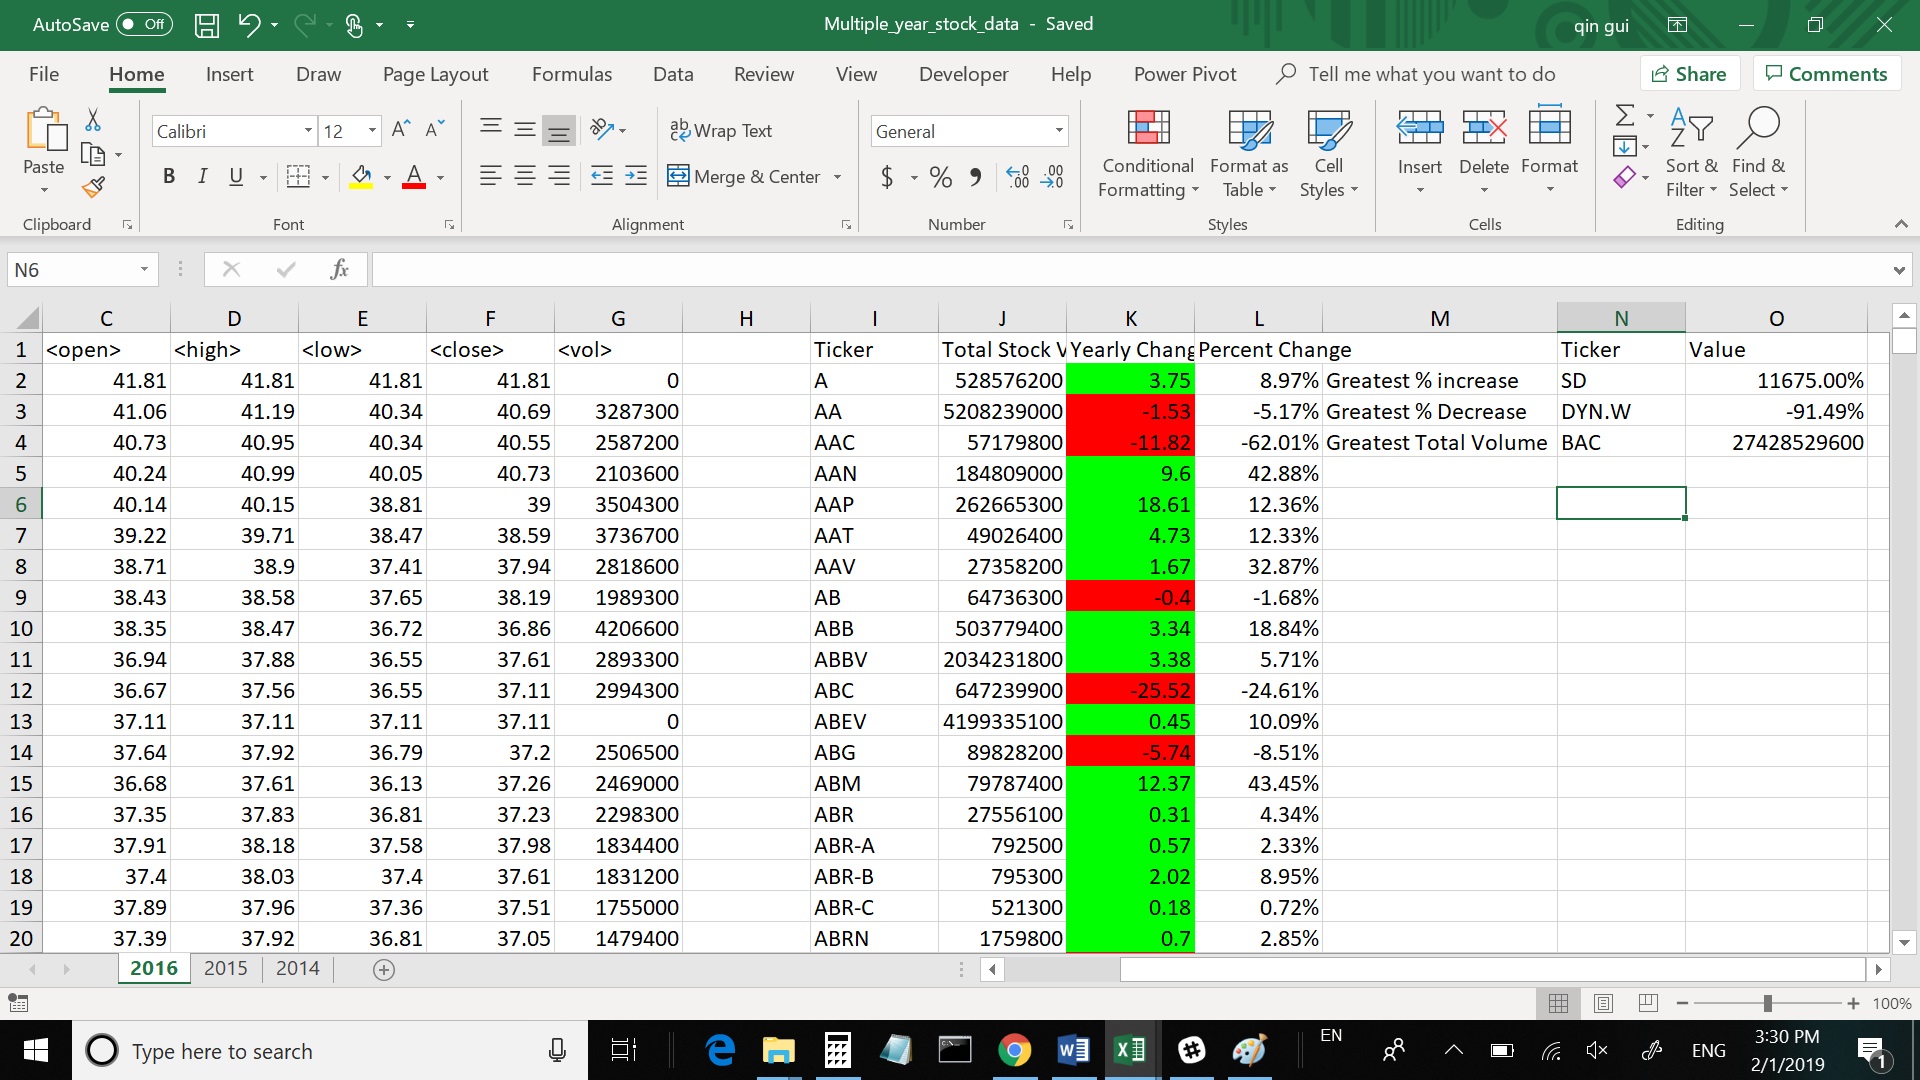 AutoSave Off Multiple_year_stock_data - Saved qin gui
File Home Insert Draw Page Layout Formulas Data Review View Developer Help Power Pivot Tell me what you want to do Share Comments
Calibri 12 Wrap Text General
Paste B I U Merge & Center $ % Conditional Formatting Format as Table Cell Styles Insert Delete Format Sort & Filter Find & Select
Clipboard Font Alignment Number Styles Cells Editing
N6 fx
C D E F G H I J K L M N O
1 <open> <high> <low> <close> <vol> Ticker Total Stock V Yearly Chang Percent Change Ticker Value
2 41.81 41.81 41.81 41.81 0 A 528576200 3.75 8.97% Greatest % increase SD 11675.00%
3 41.06 41.19 40.34 40.69 3287300 AA 5208239000 -1.53 -5.17% Greatest % Decrease DYN.W -91.49%
4 40.73 40.95 40.34 40.55 2587200 AAC 57179800 -11.82 -62.01% Greatest Total Volume BAC 27428529600
5 40.24 40.99 40.05 40.73 2103600 AAN 184809000 9.6 42.88%
6 40.14 40.15 38.81 39 3504300 AAP 262665300 18.61 12.36%
7 39.22 39.71 38.47 38.59 3736700 AAT 49026400 4.73 12.33%
8 38.71 38.9 37.41 37.94 2818600 AAV 27358200 1.67 32.87%
9 38.43 38.58 37.65 38.19 1989300 AB 64736300 -0.4 -1.68%
10 38.35 38.47 36.72 36.86 4206600 ABB 503779400 3.34 18.84%
11 36.94 37.88 36.55 37.61 2893300 ABBV 2034231800 3.38 5.71%
12 36.67 37.56 36.55 37.11 2994300 ABC 647239900 -25.52 -24.61%
13 37.11 37.11 37.11 37.11 0 ABEV 4199335100 0.45 10.09%
14 37.64 37.92 36.79 37.2 2506500 ABG 89828200 -5.74 -8.51%
15 36.68 37.61 36.13 37.26 2469000 ABM 79787400 12.37 43.45%
16 37.35 37.83 36.81 37.23 2298300 ABR 27556100 0.31 4.34%
17 37.91 38.18 37.58 37.98 1834400 ABR-A 792500 0.57 2.33%
18 37.4 38.03 37.4 37.61 1831200 ABR-B 795300 2.02 8.95%
19 37.89 37.96 37.36 37.51 1755000 ABR-C 521300 0.18 0.72%
20 37.39 37.92 36.81 37.05 1479400 ABRN 1759800 0.7 2.85%
2016 2015 2014
100%
Type here to search EN ENG 3:30 PM
2/1/2019 1